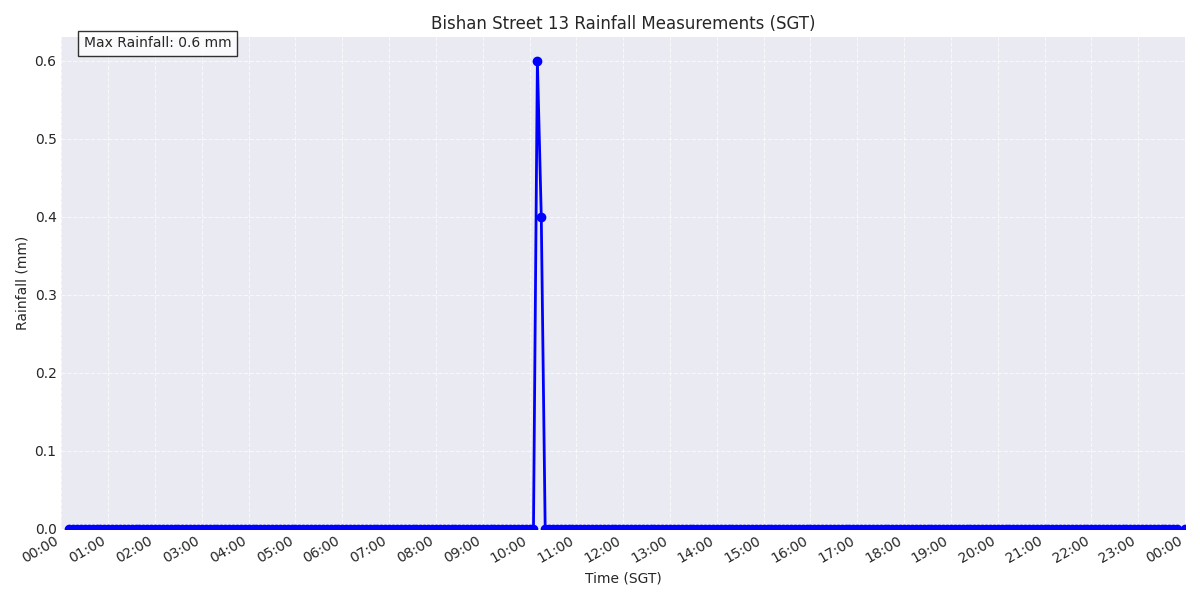 Bishan Street 13 Rainfall Measurements (SGT)
Max Rainfall: 0.6 mm
0.6
0.5
0.4
0.3
0.2
0.1
0.0
Rainfall (mm)
00:00 01:00 02:00 03:00 04:00 05:00 06:00 07:00 08:00 09:00 10:00 11:00 12:00 13:00 14:00 15:00 16:00 17:00 18:00 19:00 20:00 21:00 22:00 23:00 00:00
Time (SGT)